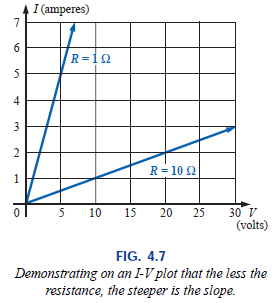 I (amperes)
7
6
R = 1 Ω
5
4
3
2
R = 10 Ω
1
0 5 10 15 20 25 30 V
(volts)
FIG. 4.7
Demonstrating on an I-V plot that the less the
resistance, the steeper is the slope.